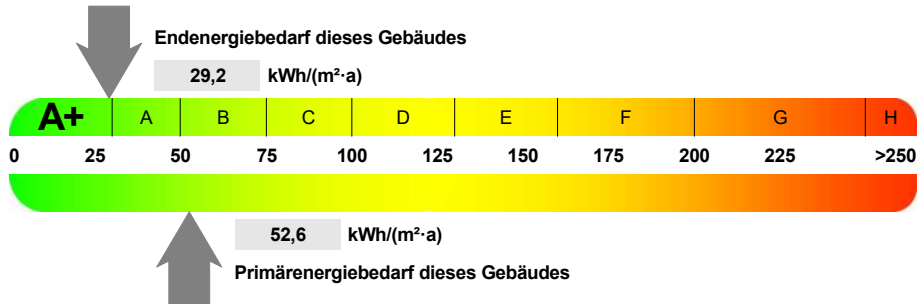 Endenergiebedarf dieses Gebäudes
29,2 kWh/(m²·a)
A+ A B C D E F G H
0 25 50 75 100 125 150 175 200 225 >250
52,6 kWh/(m²·a)
Primärenergiebedarf dieses Gebäudes